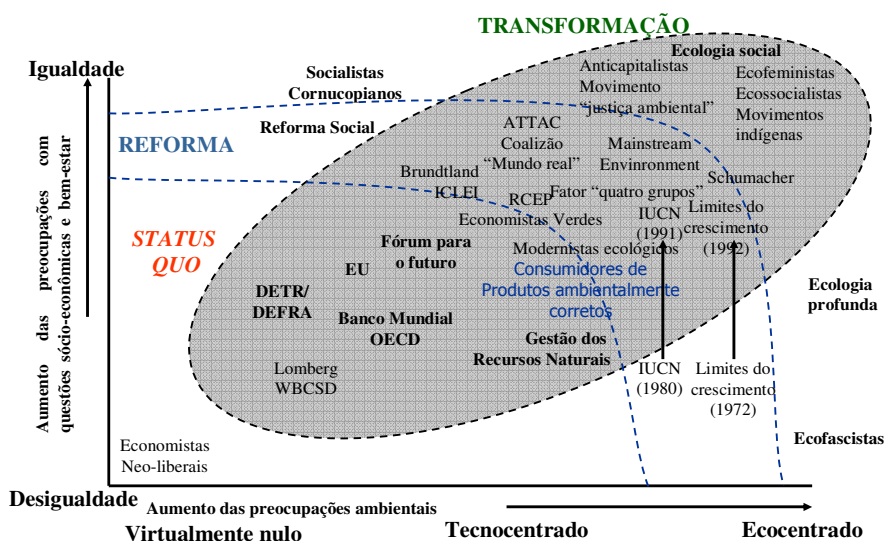 TRANSFORMAÇÃO
Igualdade
Socialistas
Cornucopianos
Anticapitalistas
Movimento
“justiça ambiental”
Ecologia social
Ecofeministas
Ecossocialistas
Movimentos
indígenas
REFORMA
Reforma Social
ATTAC
Coalizão
“Mundo real”
Mainstream
Envinronment
Brundtland
ICLEI
Schumacher
RCEP
Fator “quatro grupos”
Economistas Verdes
IUCN
(1991)
Limites do
crescimento
(1992)
STATUS
QUO
Fórum para
o futuro
Modernistas ecológicos
EU
Consumidores de
Produtos ambientalmente
corretos
Ecologia
profunda
DETR/
DEFRA
Banco Mundial
OECD
Gestão dos
Recursos Naturais
Lomberg
WBCSD
IUCN
(1980)
Limites do
crescimento
(1972)
Aumento das preocupações com
questões sócio-econômicas e bem-estar
Economistas
Neo-liberais
Ecofascistas
Desigualdade
Aumento das preocupações ambientais
Virtualmente nulo
Tecnocentrado
Ecocentrado